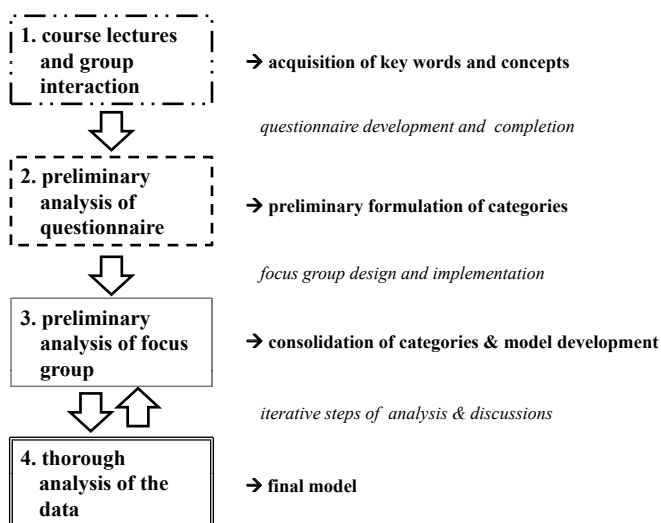 1. course lectures
and group
interaction
→ acquisition of key words and concepts
questionnaire development and completion
2. preliminary
analysis of
questionnaire
→ preliminary formulation of categories
focus group design and implementation
3. preliminary
analysis of focus
group
→ consolidation of categories & model development
iterative steps of analysis & discussions
4. thorough
analysis of the
data
→ final model